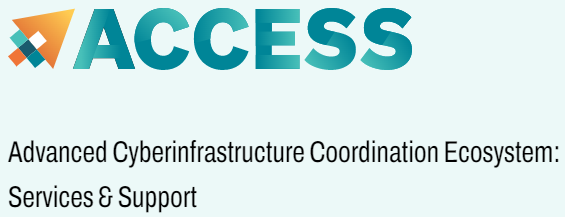 ACCESS
Advanced Cyberinfrastructure Coordination Ecosystem:
Services & Support